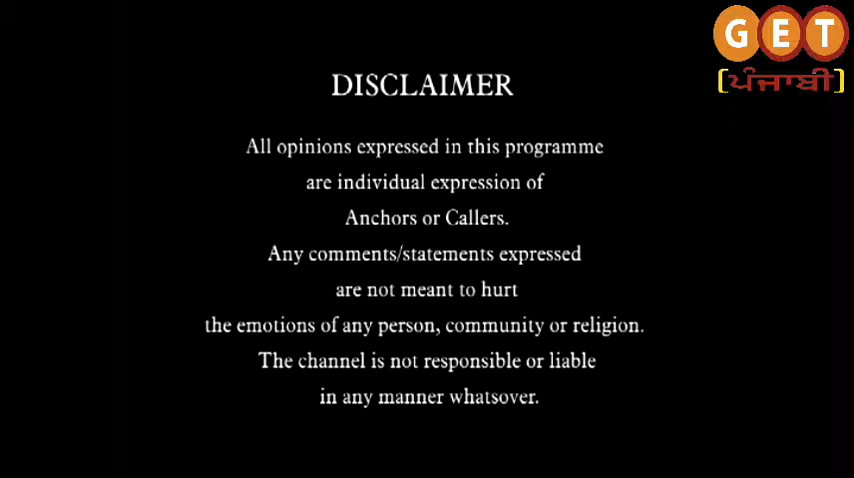 GET
[ਪੰਜਾਬੀ]
DISCLAIMER
All opinions expressed in this programme
are individual expression of
Anchors or Callers.
Any comments/statements expressed
are not meant to hurt
the emotions of any person, community or religion.
The channel is not responsible or liable
in any manner whatsover.